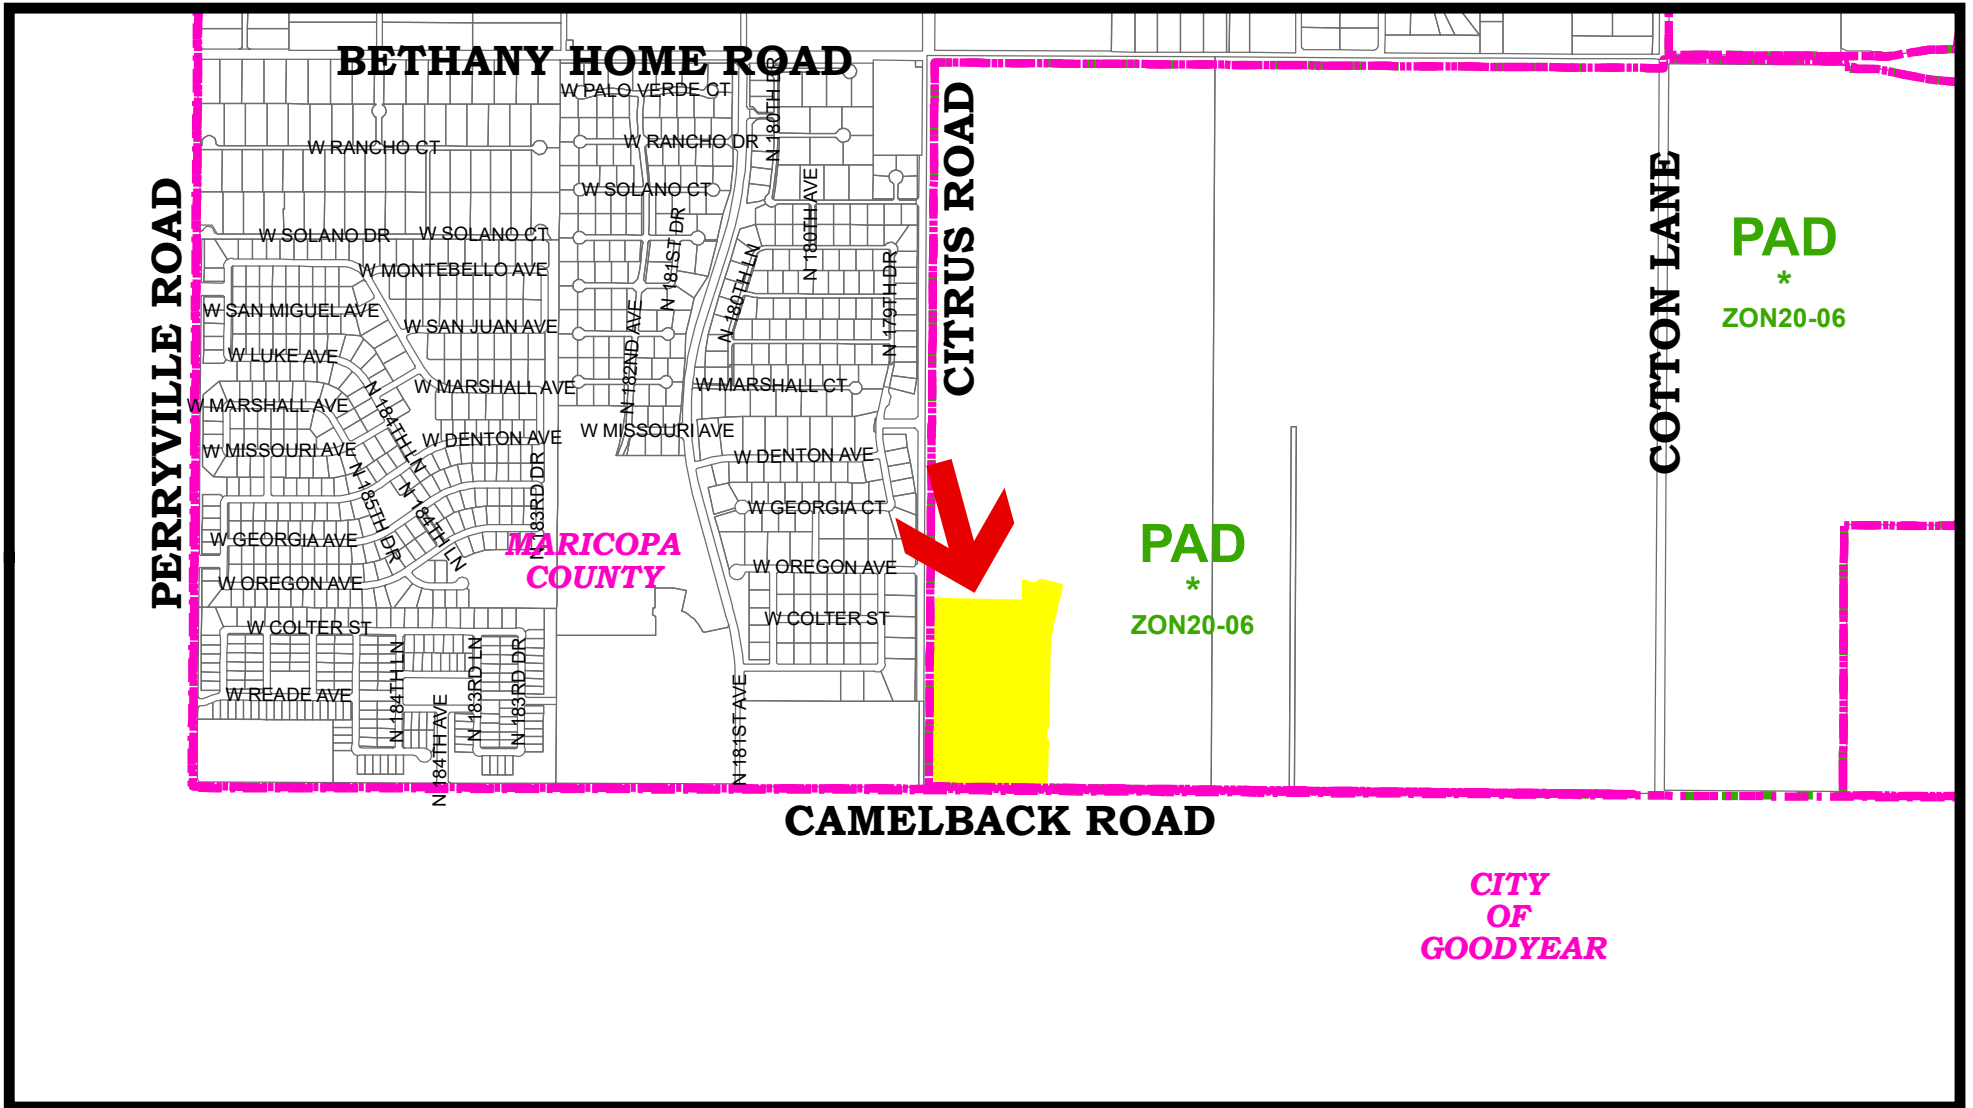 BETHANY HOME ROAD
W PALO VERDE CT
N 180TH DR
W RANCHO CT
W RANCHO DR
W SOLANO CT
N 180TH AVE
N 181ST DR
W SOLANO DR
W SOLANO CT
W MONTEBELLO AVE
N 180TH LN
N 179TH DR
W SAN MIGUEL AVE
W SAN JUAN AVE
N 182ND AVE
W LUKE AVE
W MARSHALL AVE
W MARSHALL CT
W MARSHALL AVE
N 184TH LN
W MISSOURI AVE
W DENTON AVE
W MISSOURI AVE
W DENTON AVE
N 185TH DR
N 184TH LN
N 183RD DR
W GEORGIA CT
W GEORGIA AVE
W OREGON AVE
W OREGON AVE
W COLTER ST
W COLTER ST
N 184TH LN
N 183RD LN
N 183RD DR
W READE AVE
N 184TH AVE
N 181ST AVE
PERRYVILLE ROAD
CITRUS ROAD
COTTON LANE
CAMELBACK ROAD
MARICOPA
COUNTY
PAD
*
ZON20-06
PAD
*
ZON20-06
CITY
OF
GOODYEAR